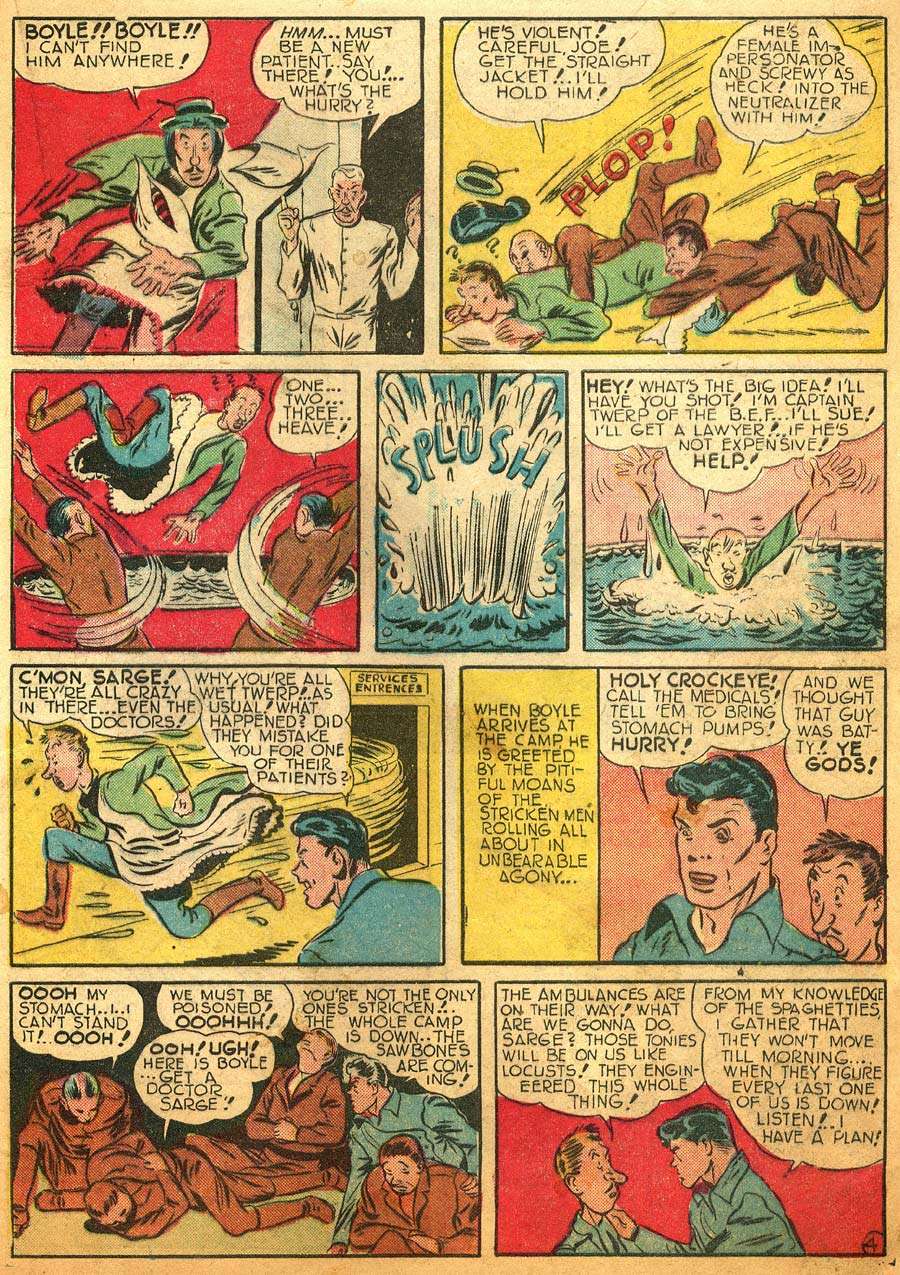 BOYLE!! BOYLE!!
I CAN'T FIND
HIM ANYWHERE!
HMM... MUST
BE A NEW
PATIENT..SAY
THERE! YOU!...
WHAT'S THE
HURRY?
HE'S VIOLENT!
CAREFUL, JOE!
GET THE STRAIGHT
JACKET!..I'LL
HOLD HIM!
HE'S A
FEMALE IM-
PERSONATOR
AND SCREWY AS
HECK! INTO THE
NEUTRALIZER
WITH HIM!
PLOP!
? ?
ONE...
TWO...
THREE..
HEAVE!
SPLUSH
HEY! WHAT'S THE BIG IDEA! I'LL
HAVE YOU SHOT! I'M CAPTAIN
TWERP OF THE B.E.F...I'LL SUE!
I'LL GET A LAWYER!..IF HE'S
NOT EXPENSIVE!
HELP!
C'MON, SARGE!
THEY'RE ALL CRAZY
IN THERE...EVEN THE
DOCTORS!
WHY, YOU'RE ALL
WET TWERP!..AS
USUAL! WHAT
HAPPENED? DID
THEY MISTAKE
YOU FOR ONE
OF THEIR
PATIENTS?
SERVICES
ENTRENCES
WHEN BOYLE
ARRIVES AT
THE CAMP HE
IS GREETED
BY THE PITI-
FUL MOANS
OF THE
STRICKEN MEN
ROLLING ALL
ABOUT IN
UNBEARABLE
AGONY...
HOLY CROCKEYE!
CALL THE MEDICALS!
TELL 'EM TO BRING
STOMACH PUMPS!
HURRY!
AND WE
THOUGHT
THAT GUY
WAS BAT-
TY! YE
GODS!
OOOH MY
STOMACH..I..I
CAN'T STAND
IT!..OOOH!
WE MUST BE
POISONED!
OOOHHH!
OOH! UGH!
HERE IS BOYLE
..GET A
DOCTOR
SARGE!
YOU'RE NOT THE ONLY
ONES STRICKEN!..
THE WHOLE CAMP
IS DOWN..THE
SAWBONES
ARE COM-
ING!
THE AMBULANCES ARE
ON THEIR WAY! WHAT
ARE WE GONNA DO,
SARGE? THOSE TONIES
WILL BE ON US LIKE
LOCUSTS! THEY ENGIN-
EERED THIS WHOLE
THING!
FROM MY KNOWLEDGE
OF THE SPAGHETTIES,
I GATHER THAT
THEY WON'T MOVE
TILL MORNING....
WHEN THEY FIGURE
EVERY LAST ONE
OF US IS DOWN!
LISTEN!..I
HAVE A PLAN!
4